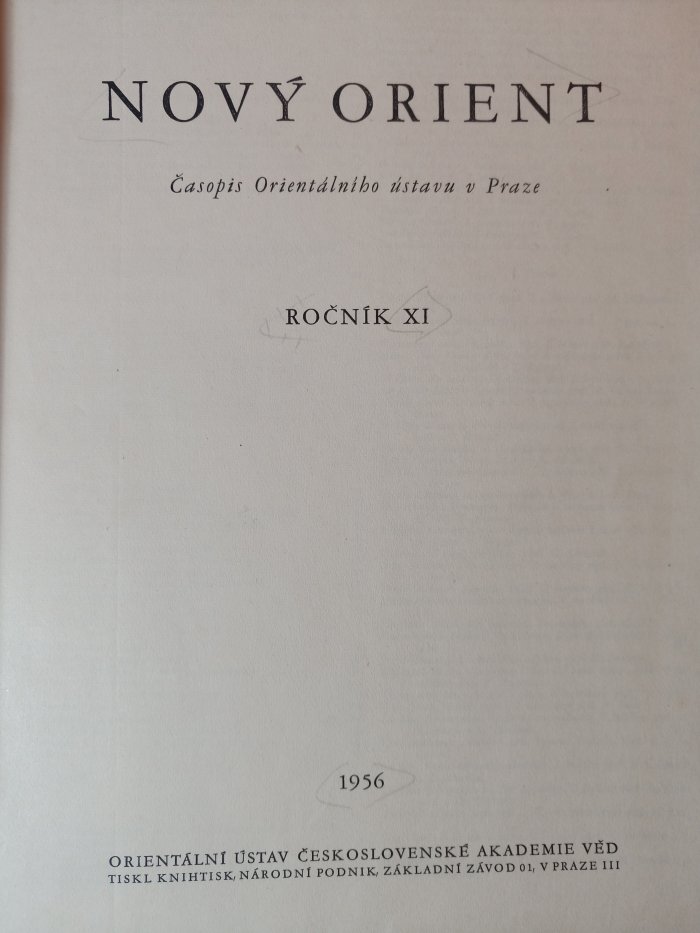 NOVÝ ORIENT
Časopis Orientálního ústavu v Praze
ROČNÍK XI
1956
ORIENTÁLNÍ ÚSTAV ČESKOSLOVENSKÉ AKADEMIE VĚD
TISKL KNIHTISK, NÁRODNÍ PODNIK, ZÁKLADNÍ ZÁVOD 01, V PRAZE III